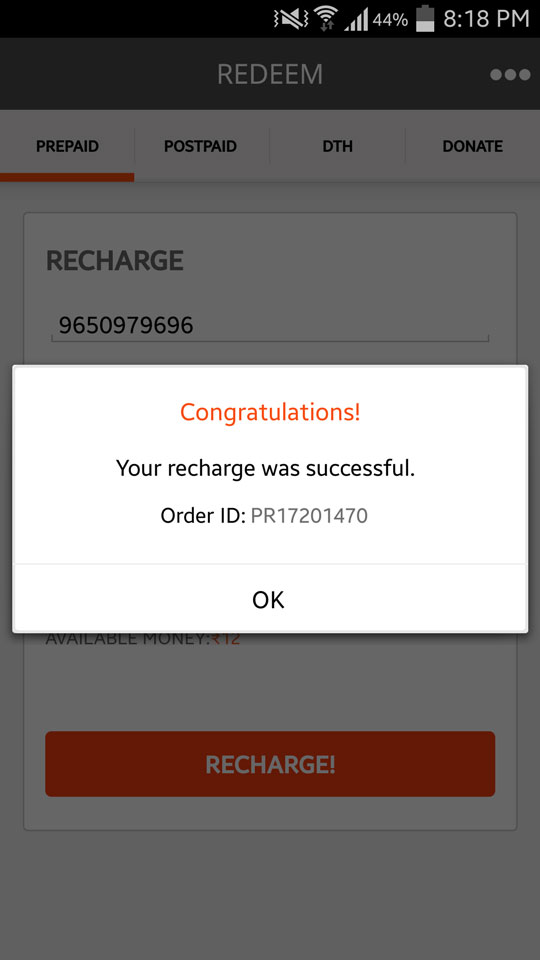 44% 8:18 PM
REDEEM
PREPAID POSTPAID DTH DONATE
RECHARGE
9650979696
Congratulations!
Your recharge was successful.
Order ID: PR17201470
OK
AVAILABLE MONEY:₹12
RECHARGE!